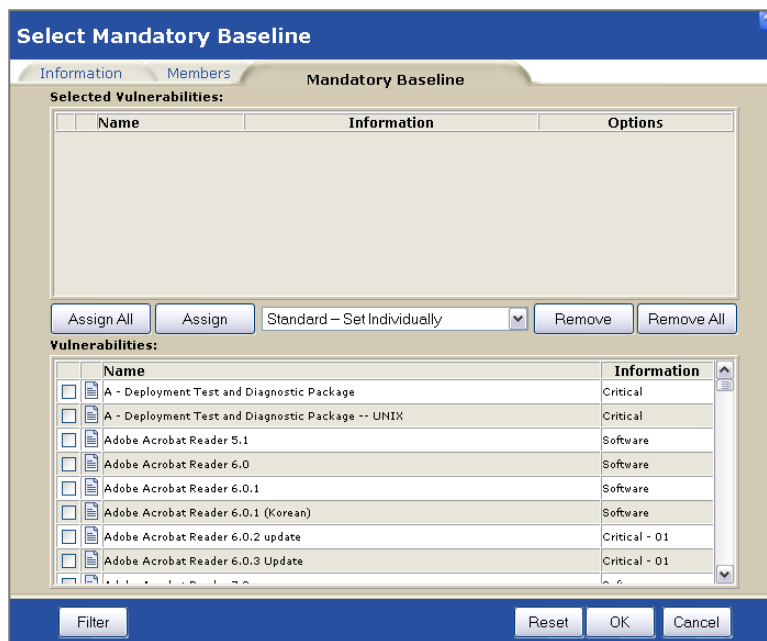 Select Mandatory Baseline
Information Members Mandatory Baseline
Selected Vulnerabilities:
Name Information Options
Assign All Assign Standard – Set Individually Remove Remove All
Vulnerabilities:
Name Information
A - Deployment Test and Diagnostic Package Critical
A - Deployment Test and Diagnostic Package -- UNIX Critical
Adobe Acrobat Reader 5.1 Software
Adobe Acrobat Reader 6.0 Software
Adobe Acrobat Reader 6.0.1 Software
Adobe Acrobat Reader 6.0.1 (Korean) Software
Adobe Acrobat Reader 6.0.2 update Critical - 01
Adobe Acrobat Reader 6.0.3 Update Critical - 01
Filter Reset OK Cancel